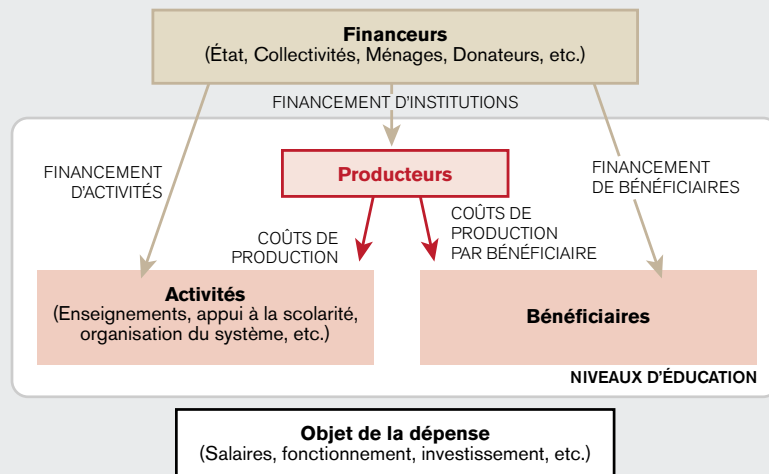 Financeurs
(État, Collectivités, Ménages, Donateurs, etc.)
FINANCEMENT D'INSTITUTIONS
FINANCEMENT
D'ACTIVITÉS
Producteurs
FINANCEMENT
DE BÉNÉFICIAIRES
COÛTS DE
PRODUCTION
COÛTS DE
PRODUCTION
PAR BÉNÉFICIAIRE
Activités
(Enseignements, appui à la scolarité,
organisation du système, etc.)
Bénéficiaires
NIVEAUX D'ÉDUCATION
Objet de la dépense
(Salaires, fonctionnement, investissement, etc.)